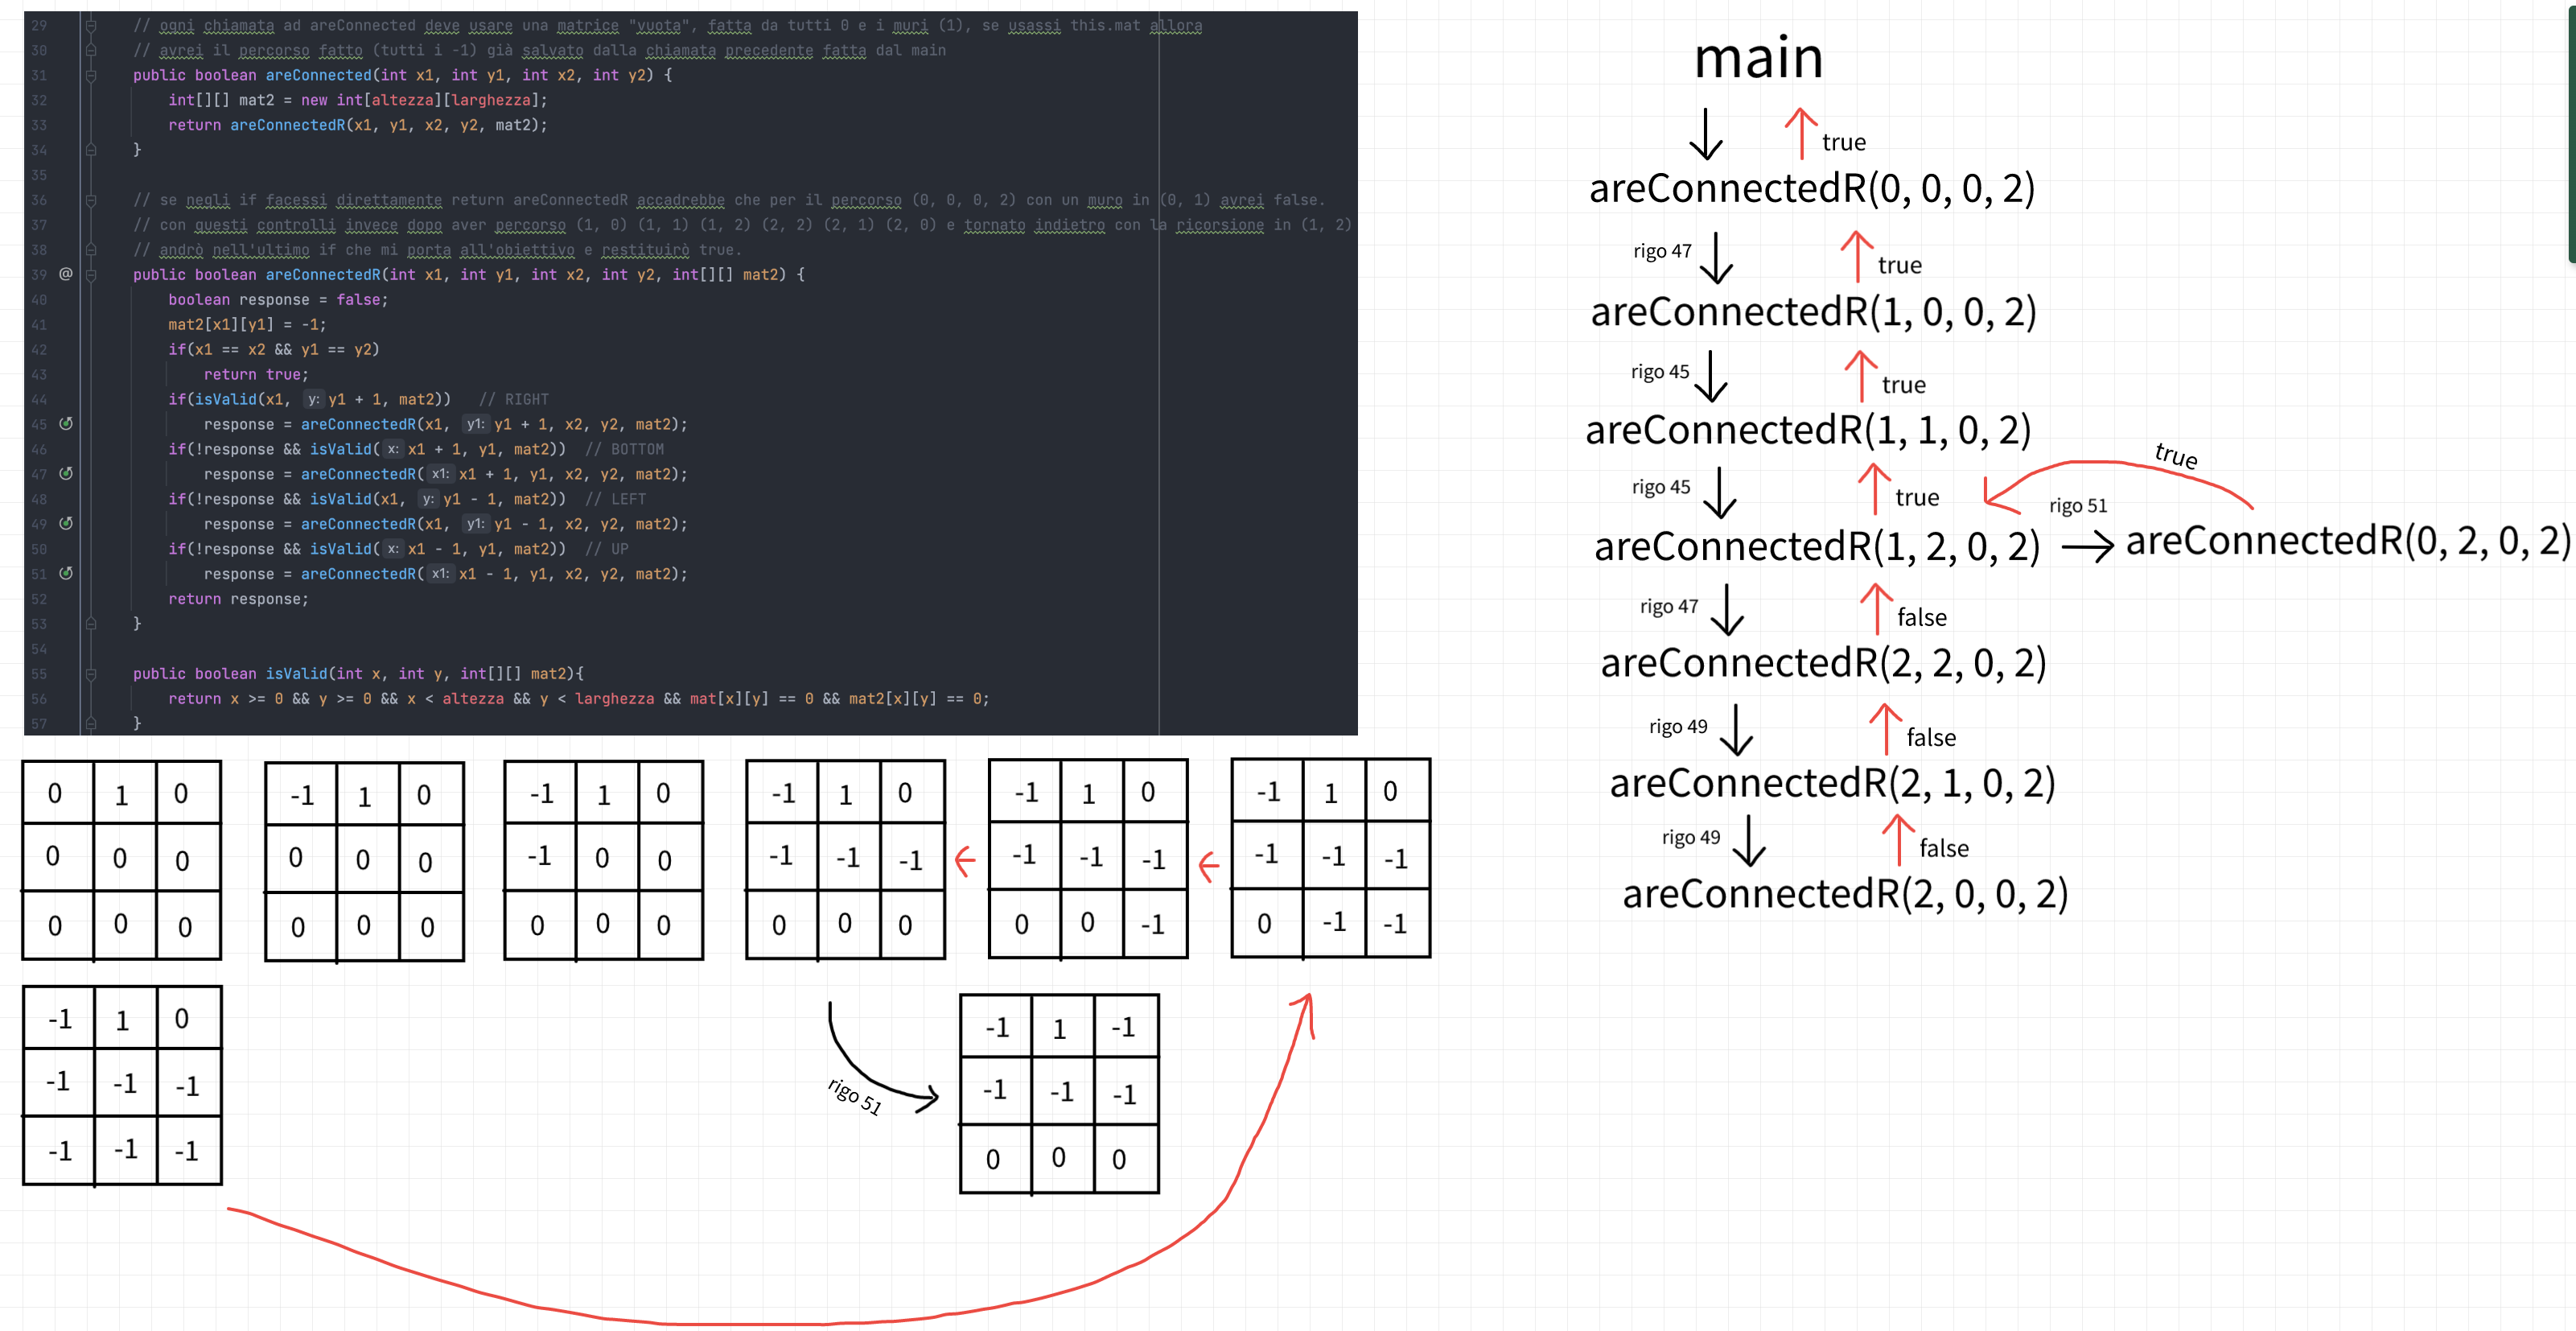 29 // ogni chiamata ad areConnected deve usare una matrice "vuota", fatta da tutti 0 e i muri (1), se usassi this.mat allora
30 // avrei il percorso fatto (tutti i -1) già salvato dalla chiamata precedente fatta dal main
31 public boolean areConnected(int x1, int y1, int x2, int y2) {
32 int[][] mat2 = new int[altezza][larghezza];
33 return areConnectedR(x1, y1, x2, y2, mat2);
34 }
35
36 // se negli if facessi direttamente return areConnectedR accadrebbe che per il percorso (0, 0, 0, 2) con un muro in (0, 1) avrei false.
37 // con questi controlli invece dopo aver percorso (1, 0) (1, 1) (1, 2) (2, 2) (2, 1) (2, 0) e tornato indietro con la ricorsione in (1, 2)
38 // andrò nell'ultimo if che mi porta all'obiettivo e restituirò true.
39 @ public boolean areConnectedR(int x1, int y1, int x2, int y2, int[][] mat2) {
40 boolean response = false;
41 mat2[x1][y1] = -1;
42 if(x1 == x2 && y1 == y2)
43 return true;
44 if(isValid(x1, y: y1 + 1, mat2)) // RIGHT
45 response = areConnectedR(x1, y1: y1 + 1, x2, y2, mat2);
46 if(!response && isValid( x: x1 + 1, y1, mat2)) // BOTTOM
47 response = areConnectedR( x1: x1 + 1, y1, x2, y2, mat2);
48 if(!response && isValid(x1, y: y1 - 1, mat2)) // LEFT
49 response = areConnectedR(x1, y1: y1 - 1, x2, y2, mat2);
50 if(!response && isValid( x: x1 - 1, y1, mat2)) // UP
51 response = areConnectedR( x1: x1 - 1, y1, x2, y2, mat2);
52 return response;
53 }
54
55 public boolean isValid(int x, int y, int[][] mat2){
56 return x >= 0 && y >= 0 && x < altezza && y < larghezza && mat[x][y] == 0 && mat2[x][y] == 0;
57 }
main
true
areConnectedR(0, 0, 0, 2)
rigo 47
true
areConnectedR(1, 0, 0, 2)
rigo 45
true
areConnectedR(1, 1, 0, 2)
true
rigo 45
true
rigo 51
areConnectedR(1, 2, 0, 2)
areConnectedR(0, 2, 0, 2)
rigo 47
false
areConnectedR(2, 2, 0, 2)
rigo 49
false
areConnectedR(2, 1, 0, 2)
rigo 49
false
areConnectedR(2, 0, 0, 2)
0 1 0
0 0 0
0 0 0
-1 1 0
0 0 0
0 0 0
-1 1 0
-1 0 0
0 0 0
-1 1 0
-1 -1 -1
0 0 0
-1 1 0
-1 -1 -1
0 0 -1
-1 1 0
-1 -1 -1
0 -1 -1
-1 1 0
-1 -1 -1
-1 -1 -1
rigo 51
-1 1 -1
-1 -1 -1
0 0 0